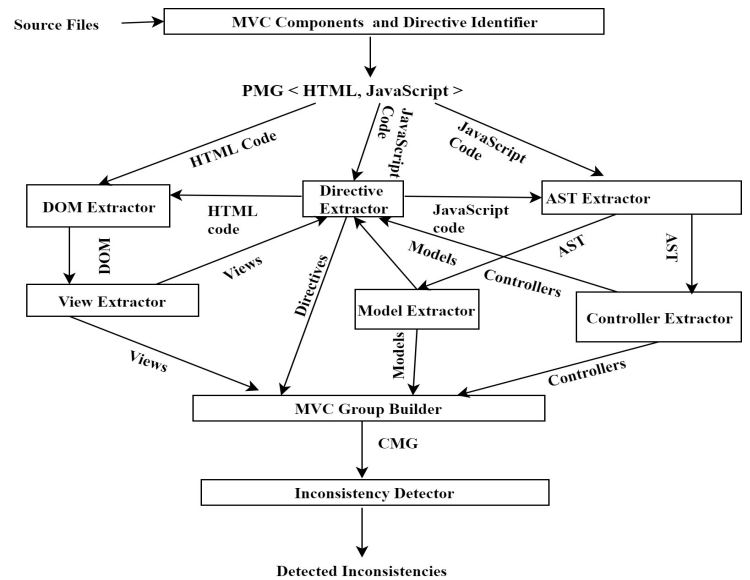 Source Files
MVC Components and Directive Identifier
PMG < HTML, JavaScript >
HTML Code
JavaScript
Code
JavaScript
Code
DOM Extractor
Directive
Extractor
AST Extractor
HTML
code
JavaScript
code
DOM
Views
Directives
Models
Controllers
AST
AST
View Extractor
Model Extractor
Controller Extractor
Views
Models
Controllers
MVC Group Builder
CMG
Inconsistency Detector
Detected Inconsistencies